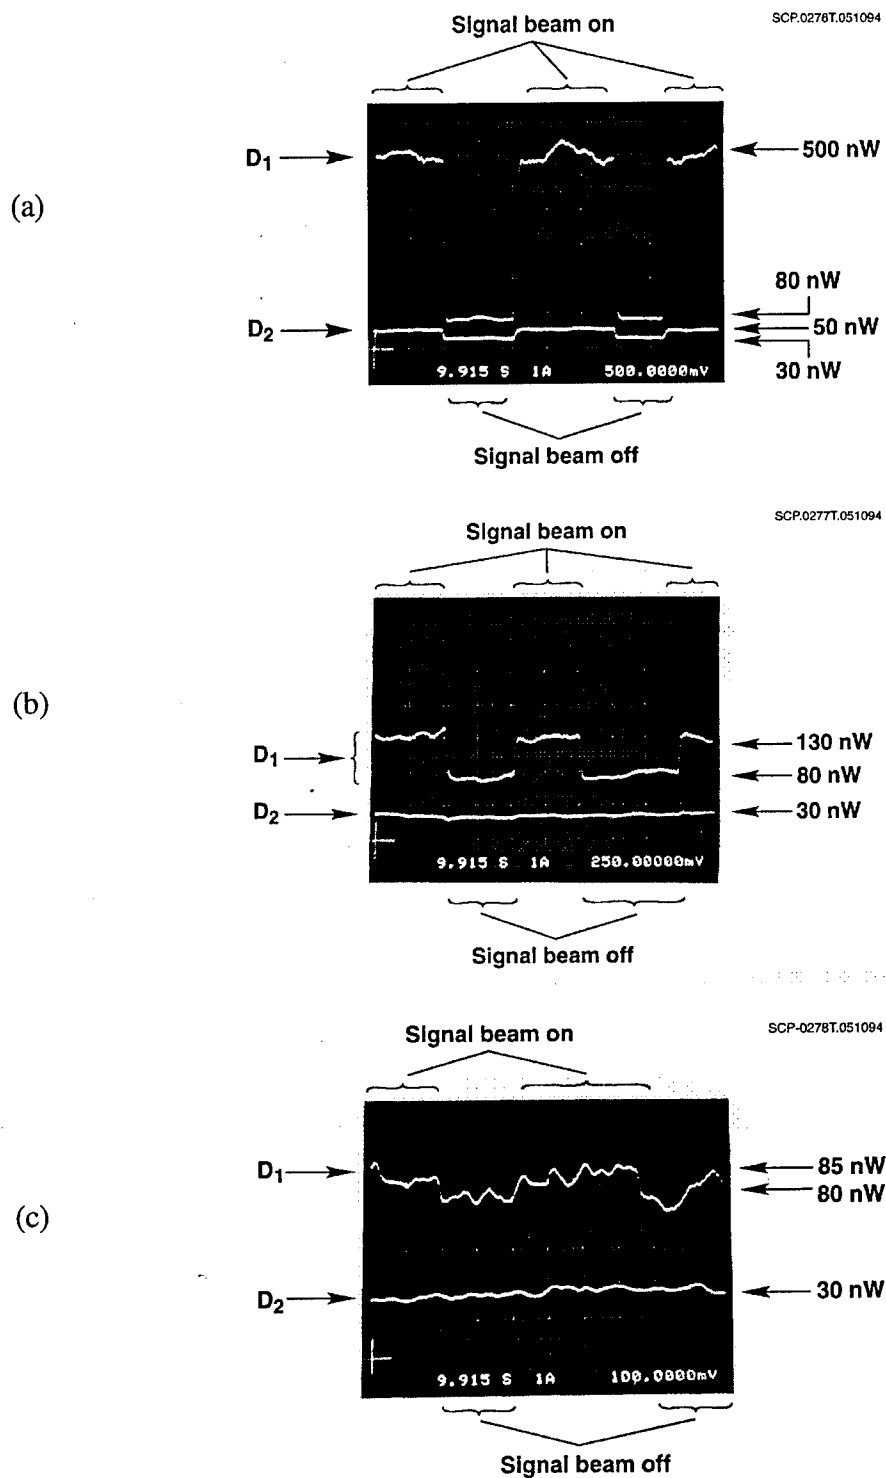 SCP.0276T.051094
Signal beam on
(a)
D1
500 nW
80 nW
D2
50 nW
30 nW
9.915 S 1A 500.0000mV
Signal beam off
SCP.0277T.051094
Signal beam on
(b)
D1
130 nW
80 nW
D2
30 nW
9.915 S 1A 250.00000mV
Signal beam off
SCP-0278T.051094
Signal beam on
(c)
D1
85 nW
80 nW
D2
30 nW
9.915 S 1A 100.0000mV
Signal beam off